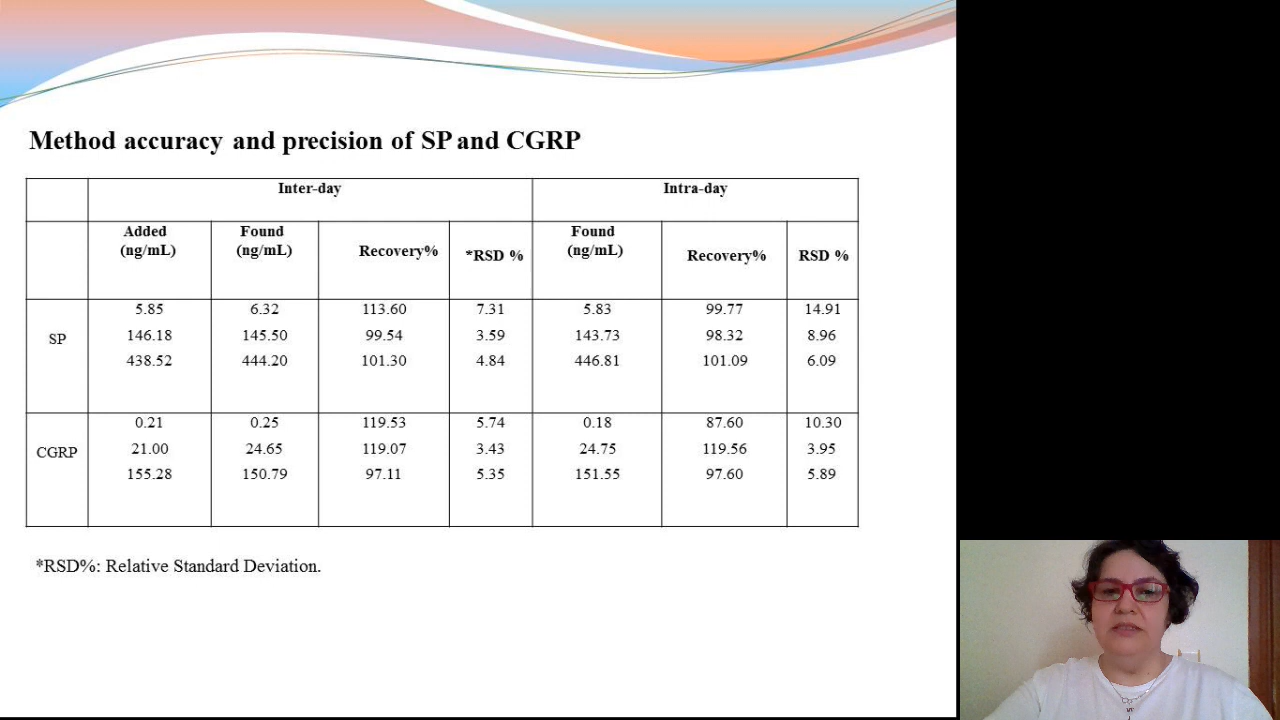 Method accuracy and precision of SP and CGRP
Inter-day Intra-day
Added (ng/mL) Found (ng/mL) Recovery% *RSD % Found (ng/mL) Recovery% RSD %
SP
5.85 6.32 113.60 7.31 5.83 99.77 14.91
146.18 145.50 99.54 3.59 143.73 98.32 8.96
438.52 444.20 101.30 4.84 446.81 101.09 6.09
CGRP
0.21 0.25 119.53 5.74 0.18 87.60 10.30
21.00 24.65 119.07 3.43 24.75 119.56 3.95
155.28 150.79 97.11 5.35 151.55 97.60 5.89
*RSD%: Relative Standard Deviation.